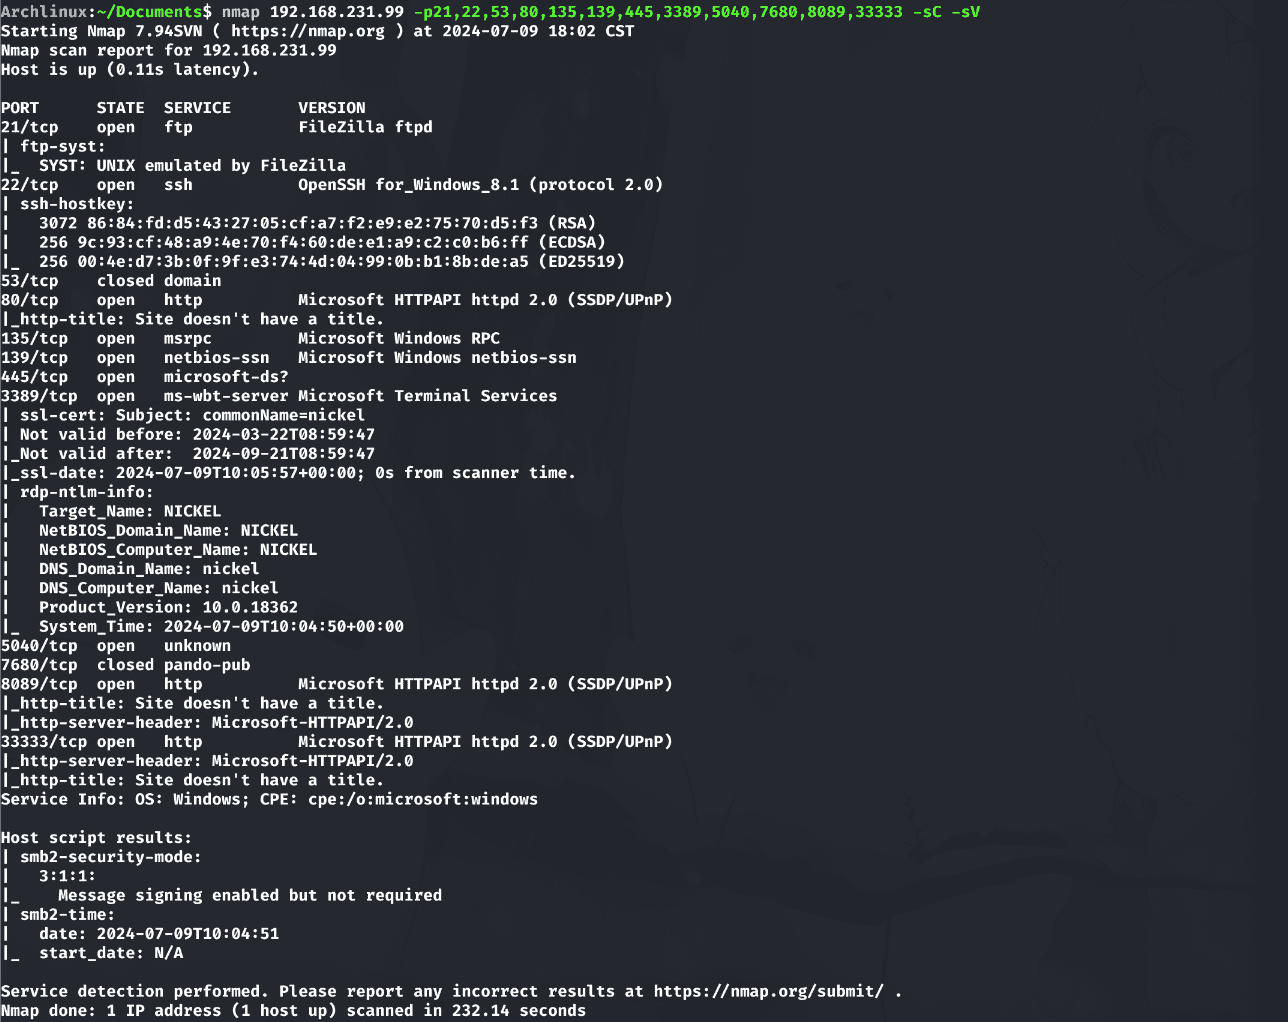 Archlinux:~/Documents$ nmap 192.168.231.99 -p21,22,53,80,135,139,445,3389,5040,7680,8089,33333 -sC -sV
Starting Nmap 7.94SVN ( https://nmap.org ) at 2024-07-09 18:02 CST
Nmap scan report for 192.168.231.99
Host is up (0.11s latency).

PORT      STATE  SERVICE       VERSION
21/tcp    open   ftp           FileZilla ftpd
| ftp-syst:
|_  SYST: UNIX emulated by FileZilla
22/tcp    open   ssh           OpenSSH for_Windows_8.1 (protocol 2.0)
| ssh-hostkey:
|   3072 86:84:fd:d5:43:27:05:cf:a7:f2:e9:e2:75:70:d5:f3 (RSA)
|   256 9c:93:cf:48:a9:4e:70:f4:60:de:e1:a9:c2:c0:b6:ff (ECDSA)
|_  256 00:4e:d7:3b:0f:9f:e3:74:4d:04:99:0b:b1:8b:de:a5 (ED25519)
53/tcp    closed domain
80/tcp    open   http          Microsoft HTTPAPI httpd 2.0 (SSDP/UPnP)
|_http-title: Site doesn't have a title.
135/tcp   open   msrpc         Microsoft Windows RPC
139/tcp   open   netbios-ssn   Microsoft Windows netbios-ssn
445/tcp   open   microsoft-ds?
3389/tcp  open   ms-wbt-server Microsoft Terminal Services
| ssl-cert: Subject: commonName=nickel
| Not valid before: 2024-03-22T08:59:47
|_Not valid after:  2024-09-21T08:59:47
|_ssl-date: 2024-07-09T10:05:57+00:00; 0s from scanner time.
| rdp-ntlm-info:
|   Target_Name: NICKEL
|   NetBIOS_Domain_Name: NICKEL
|   NetBIOS_Computer_Name: NICKEL
|   DNS_Domain_Name: nickel
|   DNS_Computer_Name: nickel
|   Product_Version: 10.0.18362
|_  System_Time: 2024-07-09T10:04:50+00:00
5040/tcp  open   unknown
7680/tcp  closed pando-pub
8089/tcp  open   http          Microsoft HTTPAPI httpd 2.0 (SSDP/UPnP)
|_http-title: Site doesn't have a title.
|_http-server-header: Microsoft-HTTPAPI/2.0
33333/tcp open   http          Microsoft HTTPAPI httpd 2.0 (SSDP/UPnP)
|_http-server-header: Microsoft-HTTPAPI/2.0
|_http-title: Site doesn't have a title.
Service Info: OS: Windows; CPE: cpe:/o:microsoft:windows

Host script results:
| smb2-security-mode:
|   3:1:1:
|_    Message signing enabled but not required
| smb2-time:
|   date: 2024-07-09T10:04:51
|_  start_date: N/A

Service detection performed. Please report any incorrect results at https://nmap.org/submit/ .
Nmap done: 1 IP address (1 host up) scanned in 232.14 seconds